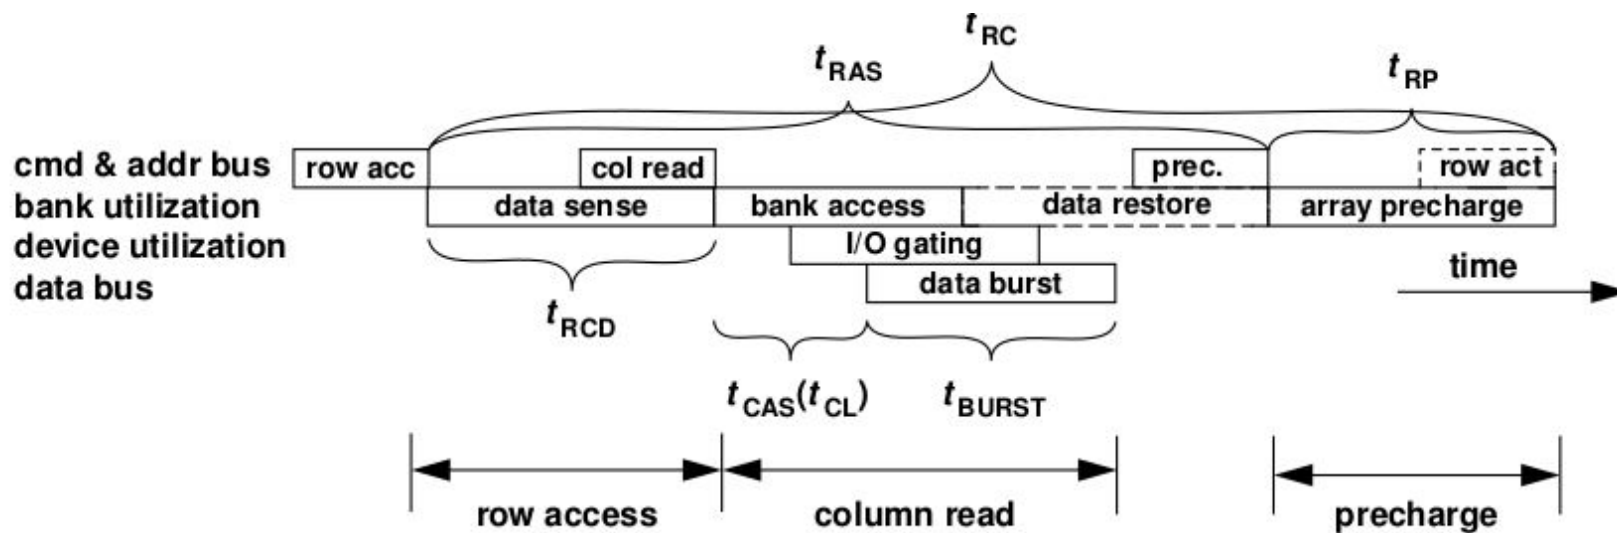 tRC
tRAS
tRP
cmd & addr bus row acc col read prec. row act
bank utilization data sense bank access data restore array precharge
device utilization I/O gating
data bus data burst
time
tRCD
tCAS(tCL) tBURST
row access column read precharge